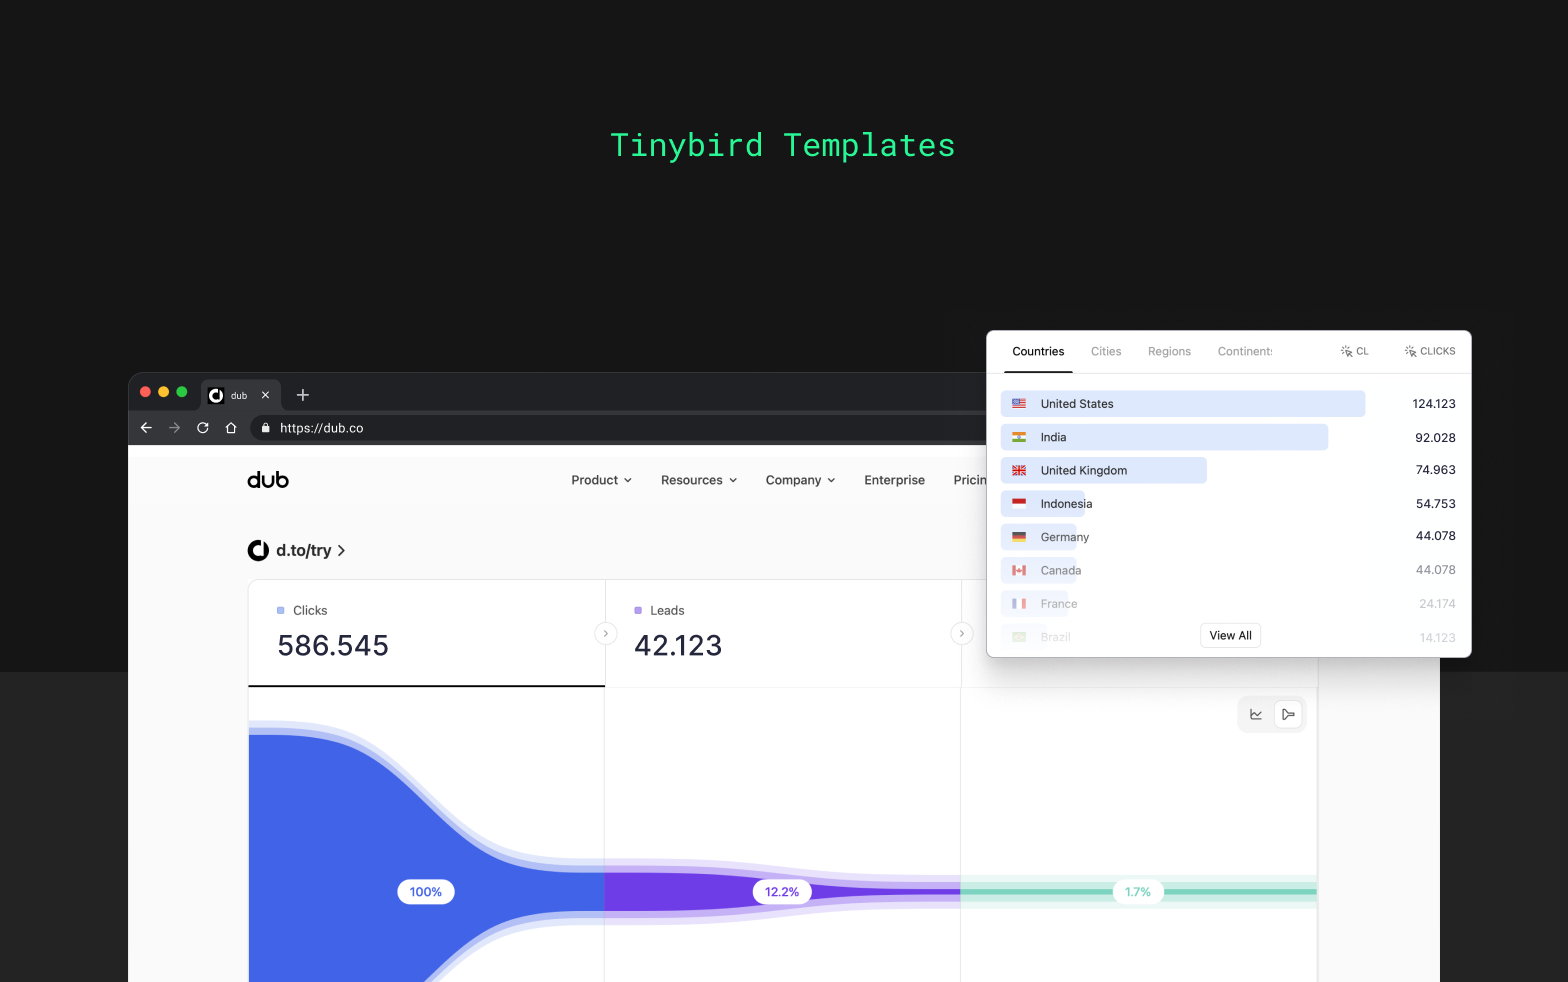 Tinybird Templates
dub
https://dub.co
dub
Product Resources Company Enterprise Pricin
d.to/try
Clicks
586.545
Leads
42.123
100%
12.2%
1.7%
Countries Cities Regions Continent CL CLICKS
United States 124.123
India 92.028
United Kingdom 74.963
Indonesia 54.753
Germany 44.078
Canada 44.078
France 24.174
Brazil 14.123
View All